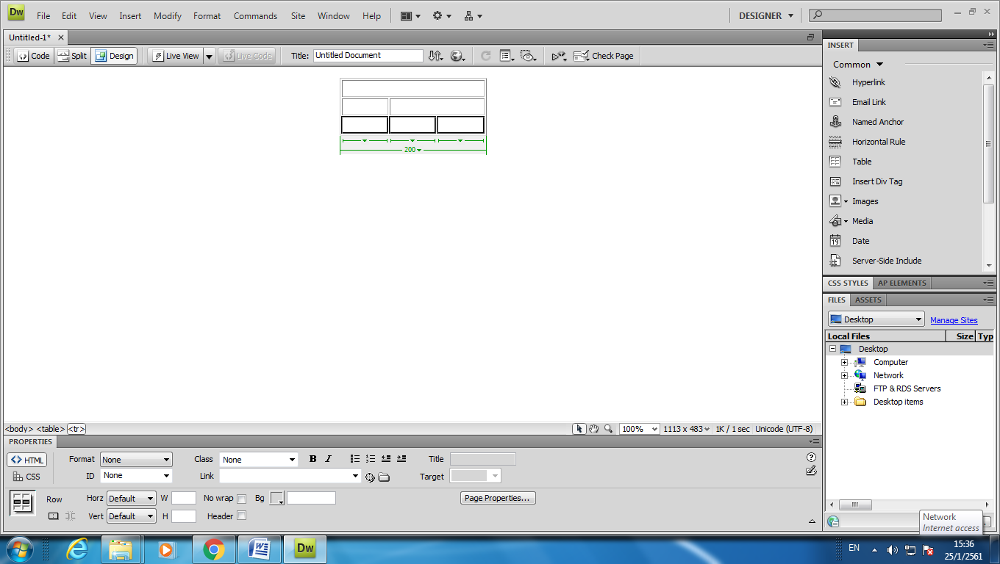 Dw File Edit View Insert Modify Format Commands Site Window Help DESIGNER
Untitled-1*
Code Split Design Live View Live Code Title: Untitled Document Check Page
200
INSERT
Common
Hyperlink
Email Link
Named Anchor
Horizontal Rule
Table
Insert Div Tag
Images
Media
19 Date
Server-Side Include
CSS STYLES AP ELEMENTS
FILES ASSETS
Desktop Manage Sites
Local Files Size Typ
Desktop
Computer
Network
FTP & RDS Servers
Desktop items
<body> <table> <tr> 100% 1113 x 483 1K / 1 sec Unicode (UTF-8)
PROPERTIES
<> HTML Format None Class None B I Title
CSS ID None Link Target
Row Horz Default W No wrap Bg Page Properties...
Vert Default H Header
Network
Internet access
W Dw EN 15:36
25/1/2561